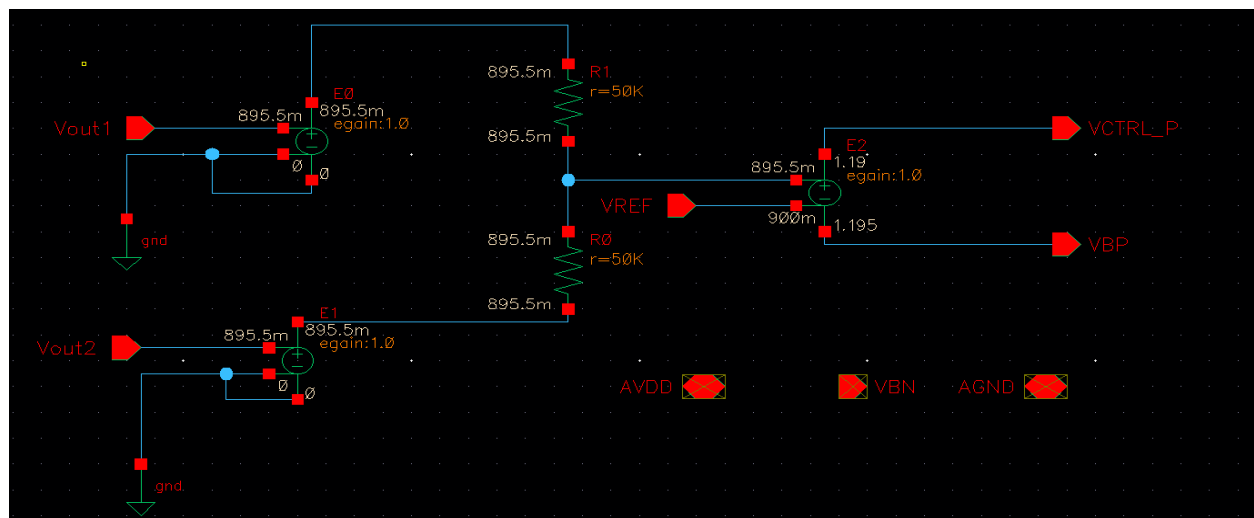 895.5m
R1
r=50K
E0
895.5m
895.5m
egain:1.0
Vout1
0
0
895.5m
gnd
E2
895.5m
1.19
egain:1.0
VCTRL_P
VREF
900m
1.195
VBP
895.5m
R0
r=50K
895.5m
E1
895.5m
895.5m
egain:1.0
Vout2
0
0
gnd
AVDD
VBN
AGND